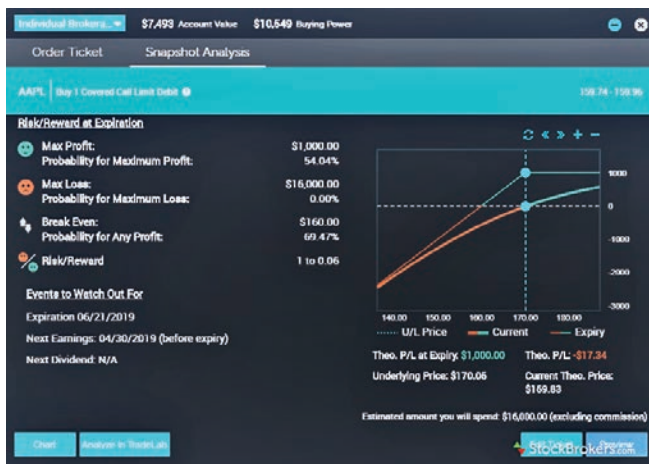 Individual Brokera... $7,493 Account Value $10,549 Buying Power
Order Ticket Snapshot Analysis
AAPL Buy 1 Covered Call Limit Debit 159.74 - 159.96
Risk/Reward at Expiration
Max Profit: $1,000.00
Probability for Maximum Profit: 54.04%
Max Loss: $16,000.00
Probability for Maximum Loss: 0.00%
Break Even: $160.00
Probability for Any Profit: 69.47%
Risk/Reward 1 to 0.06
Events to Watch Out For
Expiration 06/21/2019
Next Earnings: 04/30/2019 (before expiry)
Next Dividend: N/A
1000
0
-1000
-2000
-3000
140.00 150.00 160.00 170.00 180.00
U/L Price Current Expiry
Theo. P/L at Expiry: $1,000.00 Theo. P/L: -$17.34
Underlying Price: $170.06 Current Theo. Price:
$159.83
Estimated amount you will spend: $16,000.00 (excluding commission)
Chart Analyze in TradeLab Edit Ticket Preview
StockBrokers.com